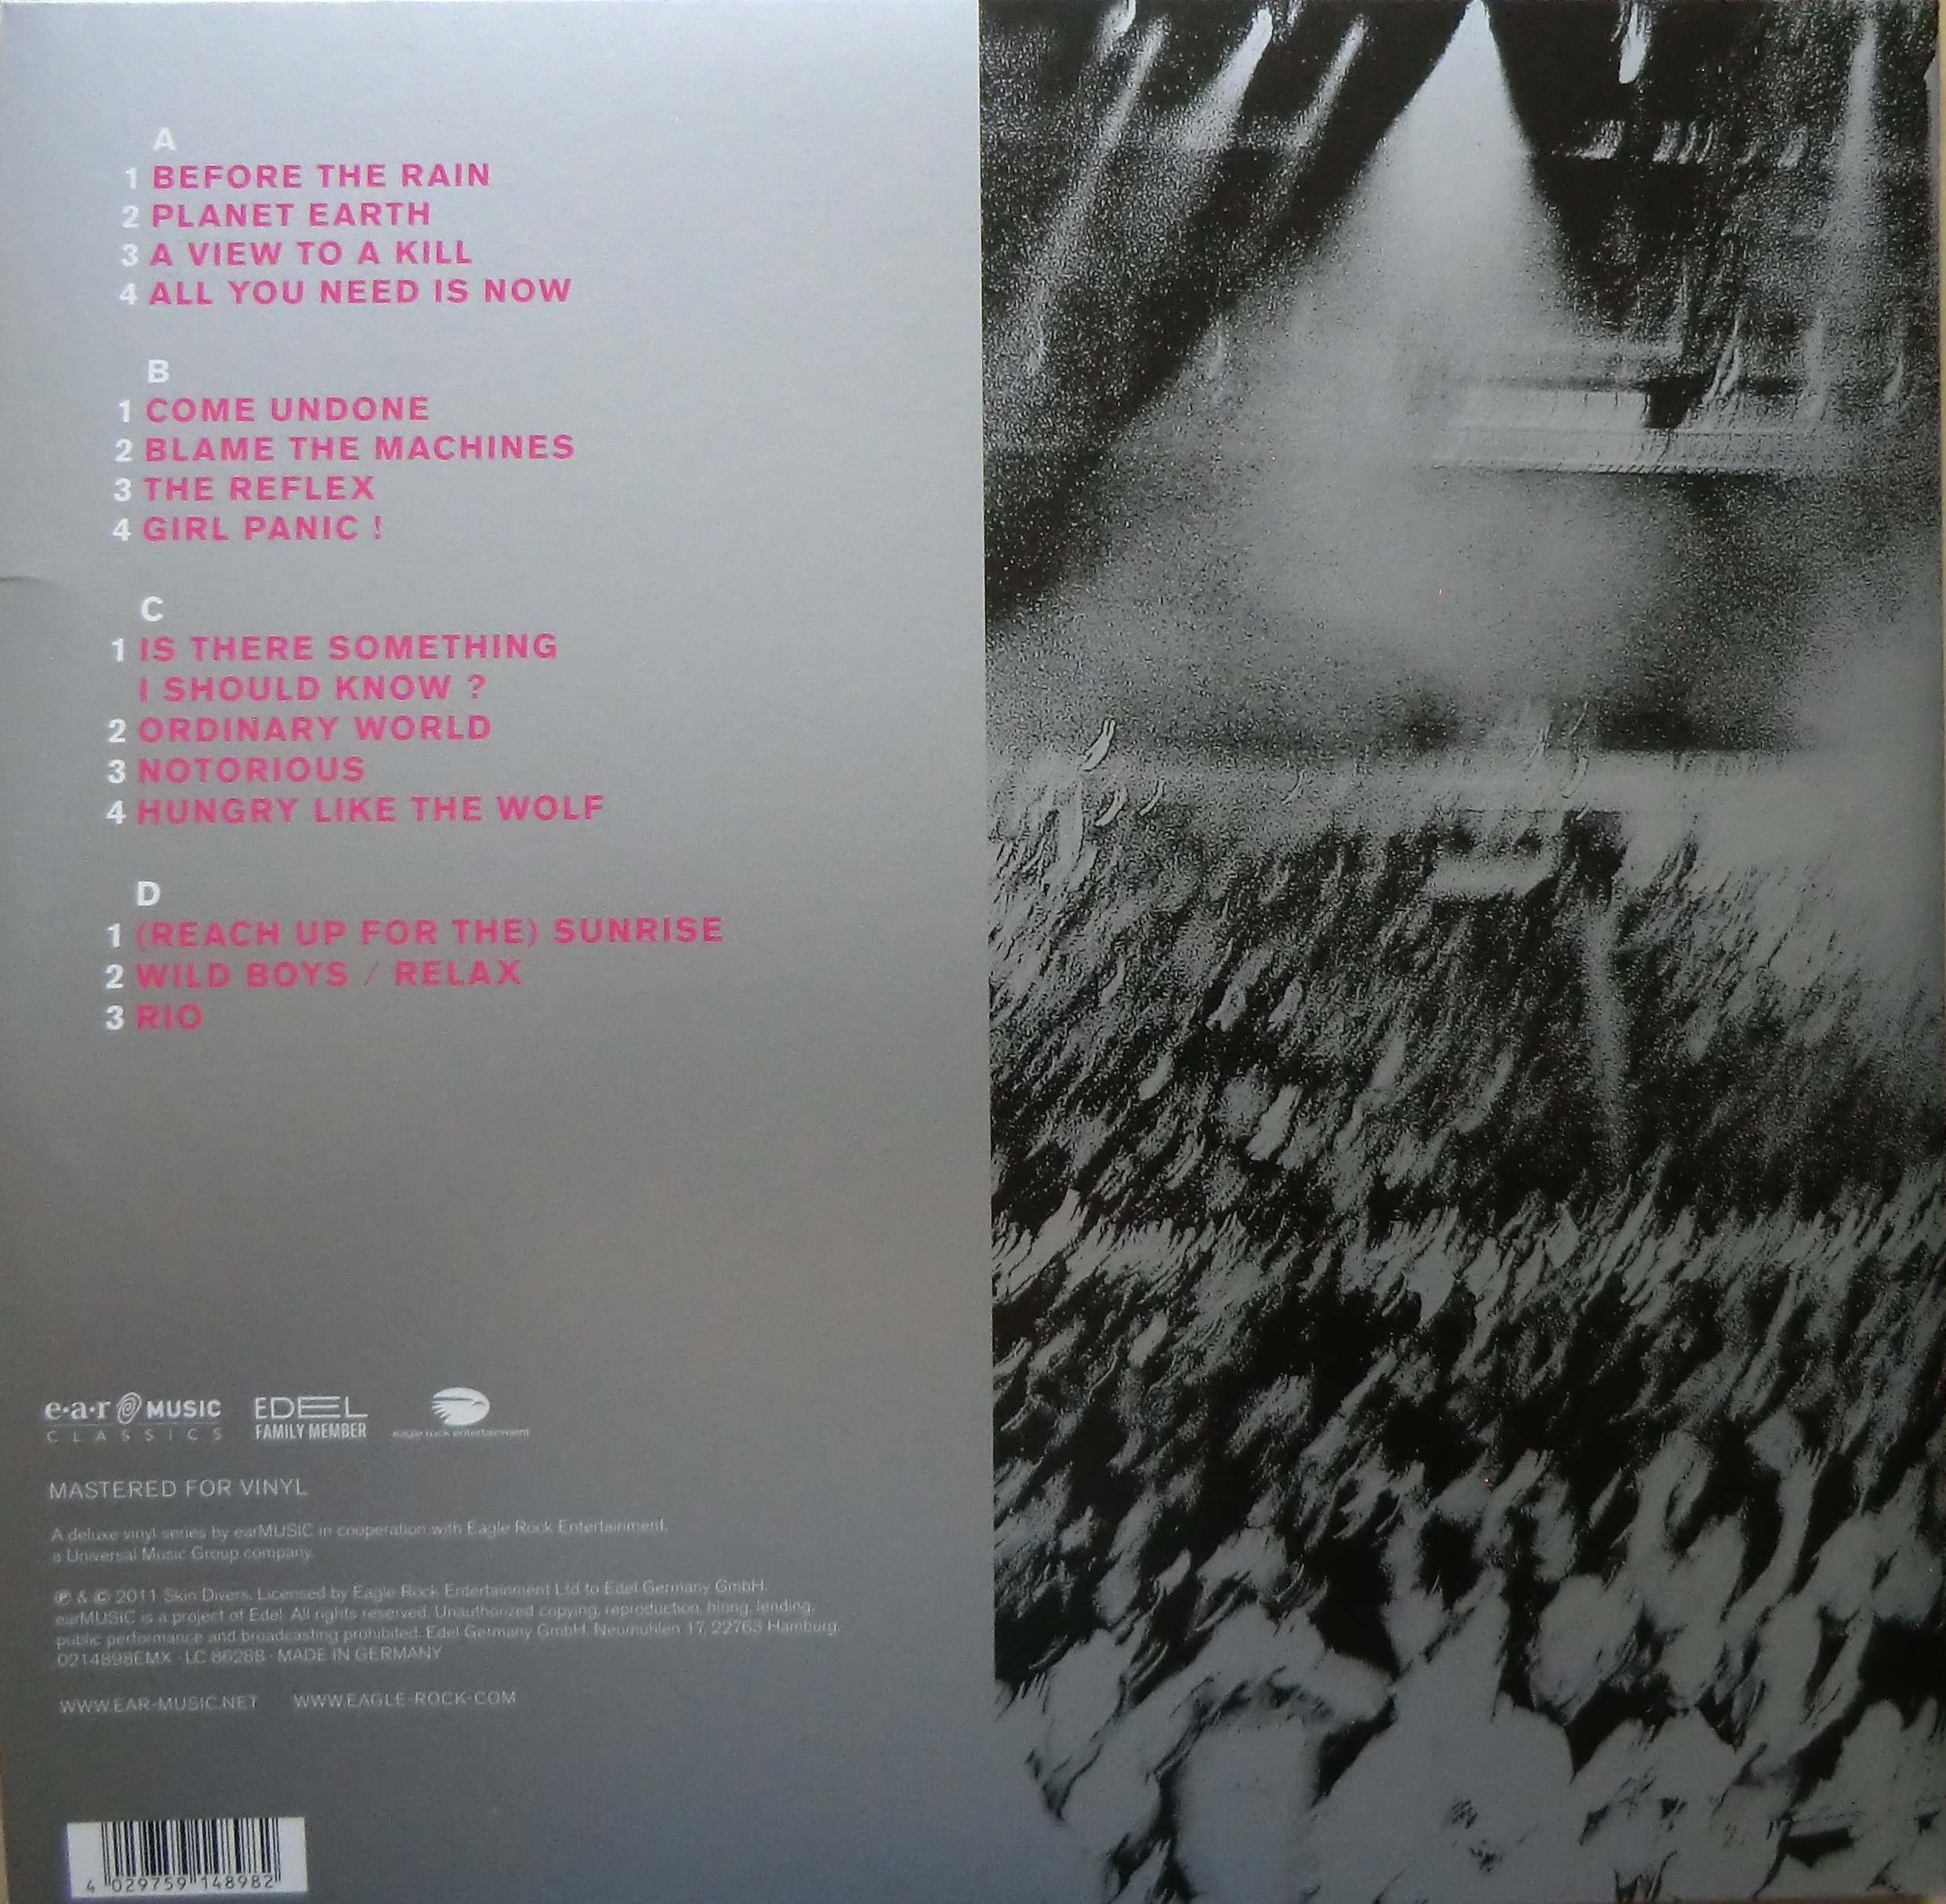 A
1 BEFORE THE RAIN
2 PLANET EARTH
3 A VIEW TO A KILL
4 ALL YOU NEED IS NOW
B
1 COME UNDONE
2 BLAME THE MACHINES
3 THE REFLEX
4 GIRL PANIC !
C
1 IS THERE SOMETHING
I SHOULD KNOW ?
2 ORDINARY WORLD
3 NOTORIOUS
4 HUNGRY LIKE THE WOLF
D
1 (REACH UP FOR THE) SUNRISE
2 WILD BOYS / RELAX
3 RIO
e·a·r MUSIC
CLASSICS
EDEL
FAMILY MEMBER
eagle rock entertainment
MASTERED FOR VINYL
A deluxe vinyl series by earMUSIC in cooperation with Eagle Rock Entertainment,
a Universal Music Group company.
℗ & © 2011 Skin Divers. Licensed by Eagle Rock Entertainment Ltd to Edel Germany GmbH.
earMUSIC is a project of Edel. All rights reserved. Unauthorized copying, reproduction, hiring, lending,
public performance and broadcasting prohibited. Edel Germany GmbH, Neumühlen 17, 22763 Hamburg.
0214898EMX · LC 86288 · MADE IN GERMANY
WWW.EAR-MUSIC.NET WWW.EAGLE-ROCK-COM
4 029759 148982